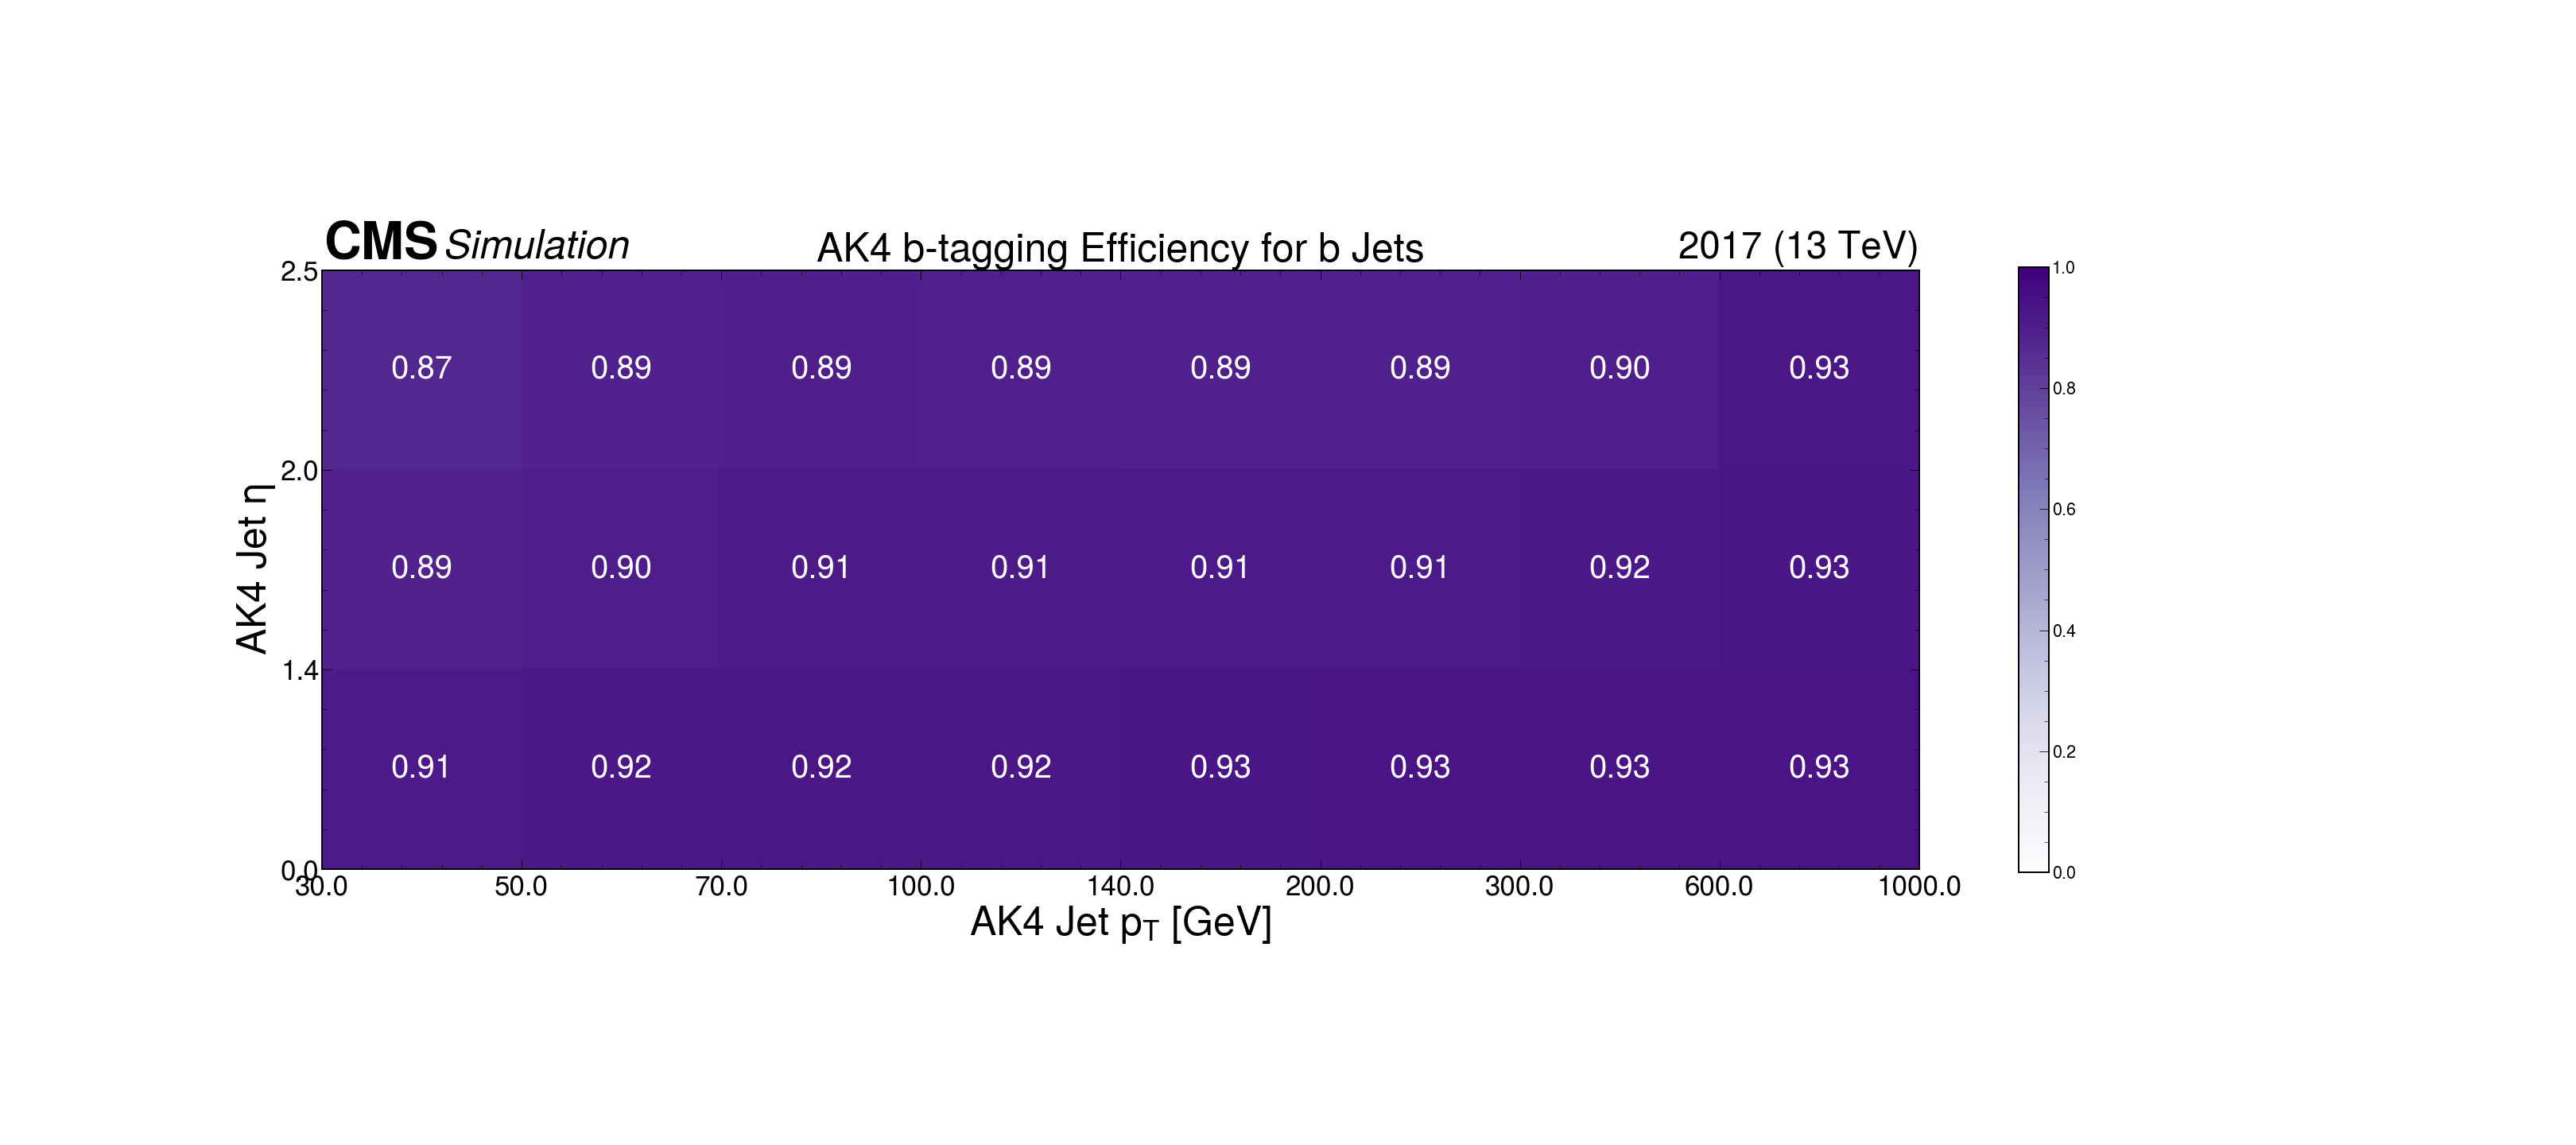 CMS Simulation AK4 b-tagging Efficiency for b Jets 2017 (13 TeV)
2.5
0.87 0.89 0.89 0.89 0.89 0.89 0.90 0.93
2.0
AK4 Jet η
0.89 0.90 0.91 0.91 0.91 0.91 0.92 0.93
1.4
0.91 0.92 0.92 0.92 0.93 0.93 0.93 0.93
0.0
30.0 50.0 70.0 100.0 140.0 200.0 300.0 600.0 1000.0
AK4 Jet pT [GeV]
1.0
0.8
0.6
0.4
0.2
0.0